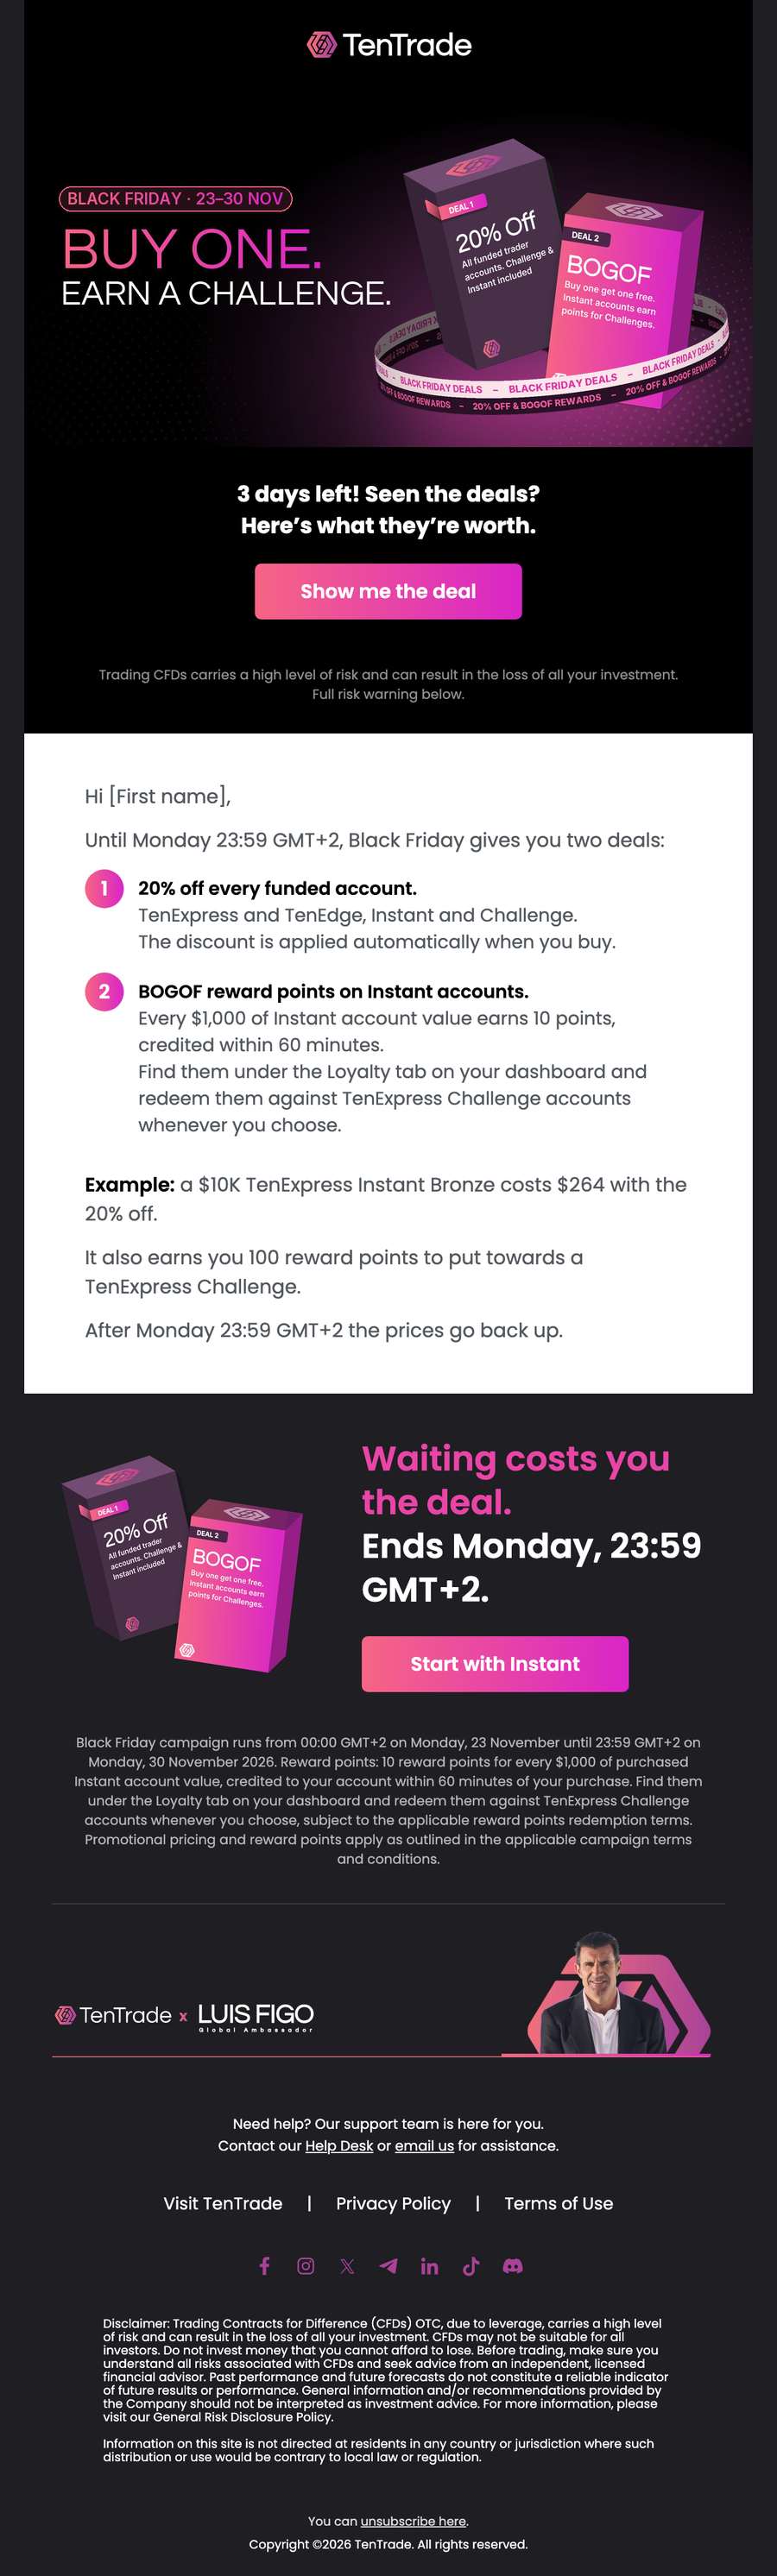 TenTrade
BLACK FRIDAY · 23–30 NOV
BUY ONE.
EARN A CHALLENGE.
DEAL 1
20% Off
All funded trader
accounts. Challenge &
Instant included
DEAL 2
BOGOF
Buy one get one free.
Instant accounts earn
points for Challenges.
BLACK FRIDAY DEALS – BLACK FRIDAY DEALS – BLACK FRIDAY
20% OFF & BOGOF REWARDS – 20% OFF & BOGOF REWARDS
3 days left! Seen the deals?
Here’s what they’re worth.
Show me the deal
Trading CFDs carries a high level of risk and can result in the loss of all your investment.
Full risk warning below.
Hi [First name],
Until Monday 23:59 GMT+2, Black Friday gives you two deals:
1
20% off every funded account.
TenExpress and TenEdge, Instant and Challenge.
The discount is applied automatically when you buy.
2
BOGOF reward points on Instant accounts.
Every $1,000 of Instant account value earns 10 points,
credited within 60 minutes.
Find them under the Loyalty tab on your dashboard and
redeem them against TenExpress Challenge accounts
whenever you choose.
Example: a $10K TenExpress Instant Bronze costs $264 with the
20% off.
It also earns you 100 reward points to put towards a
TenExpress Challenge.
After Monday 23:59 GMT+2 the prices go back up.
DEAL 1
20% Off
All funded trader
accounts. Challenge &
Instant included
DEAL 2
BOGOF
Buy one get one free.
Instant accounts earn
points for Challenges.
Waiting costs you
the deal.
Ends Monday, 23:59
GMT+2.
Start with Instant
Black Friday campaign runs from 00:00 GMT+2 on Monday, 23 November until 23:59 GMT+2 on
Monday, 30 November 2026. Reward points: 10 reward points for every $1,000 of purchased
Instant account value, credited to your account within 60 minutes of your purchase. Find them
under the Loyalty tab on your dashboard and redeem them against TenExpress Challenge
accounts whenever you choose, subject to the applicable reward points redemption terms.
Promotional pricing and reward points apply as outlined in the applicable campaign terms
and conditions.
TenTrade x LUIS FIGO
Global Ambassador
Need help? Our support team is here for you.
Contact our Help Desk or email us for assistance.
Visit TenTrade | Privacy Policy | Terms of Use
Disclaimer: Trading Contracts for Difference (CFDs) OTC, due to leverage, carries a high level
of risk and can result in the loss of all your investment. CFDs may not be suitable for all
investors. Do not invest money that you cannot afford to lose. Before trading, make sure you
understand all risks associated with CFDs and seek advice from an independent, licensed
financial advisor. Past performance and future forecasts do not constitute a reliable indicator
of future results or performance. General information and/or recommendations provided by
the Company should not be interpreted as investment advice. For more information, please
visit our General Risk Disclosure Policy.
Information on this site is not directed at residents in any country or jurisdiction where such
distribution or use would be contrary to local law or regulation.
You can unsubscribe here.
Copyright ©2026 TenTrade. All rights reserved.